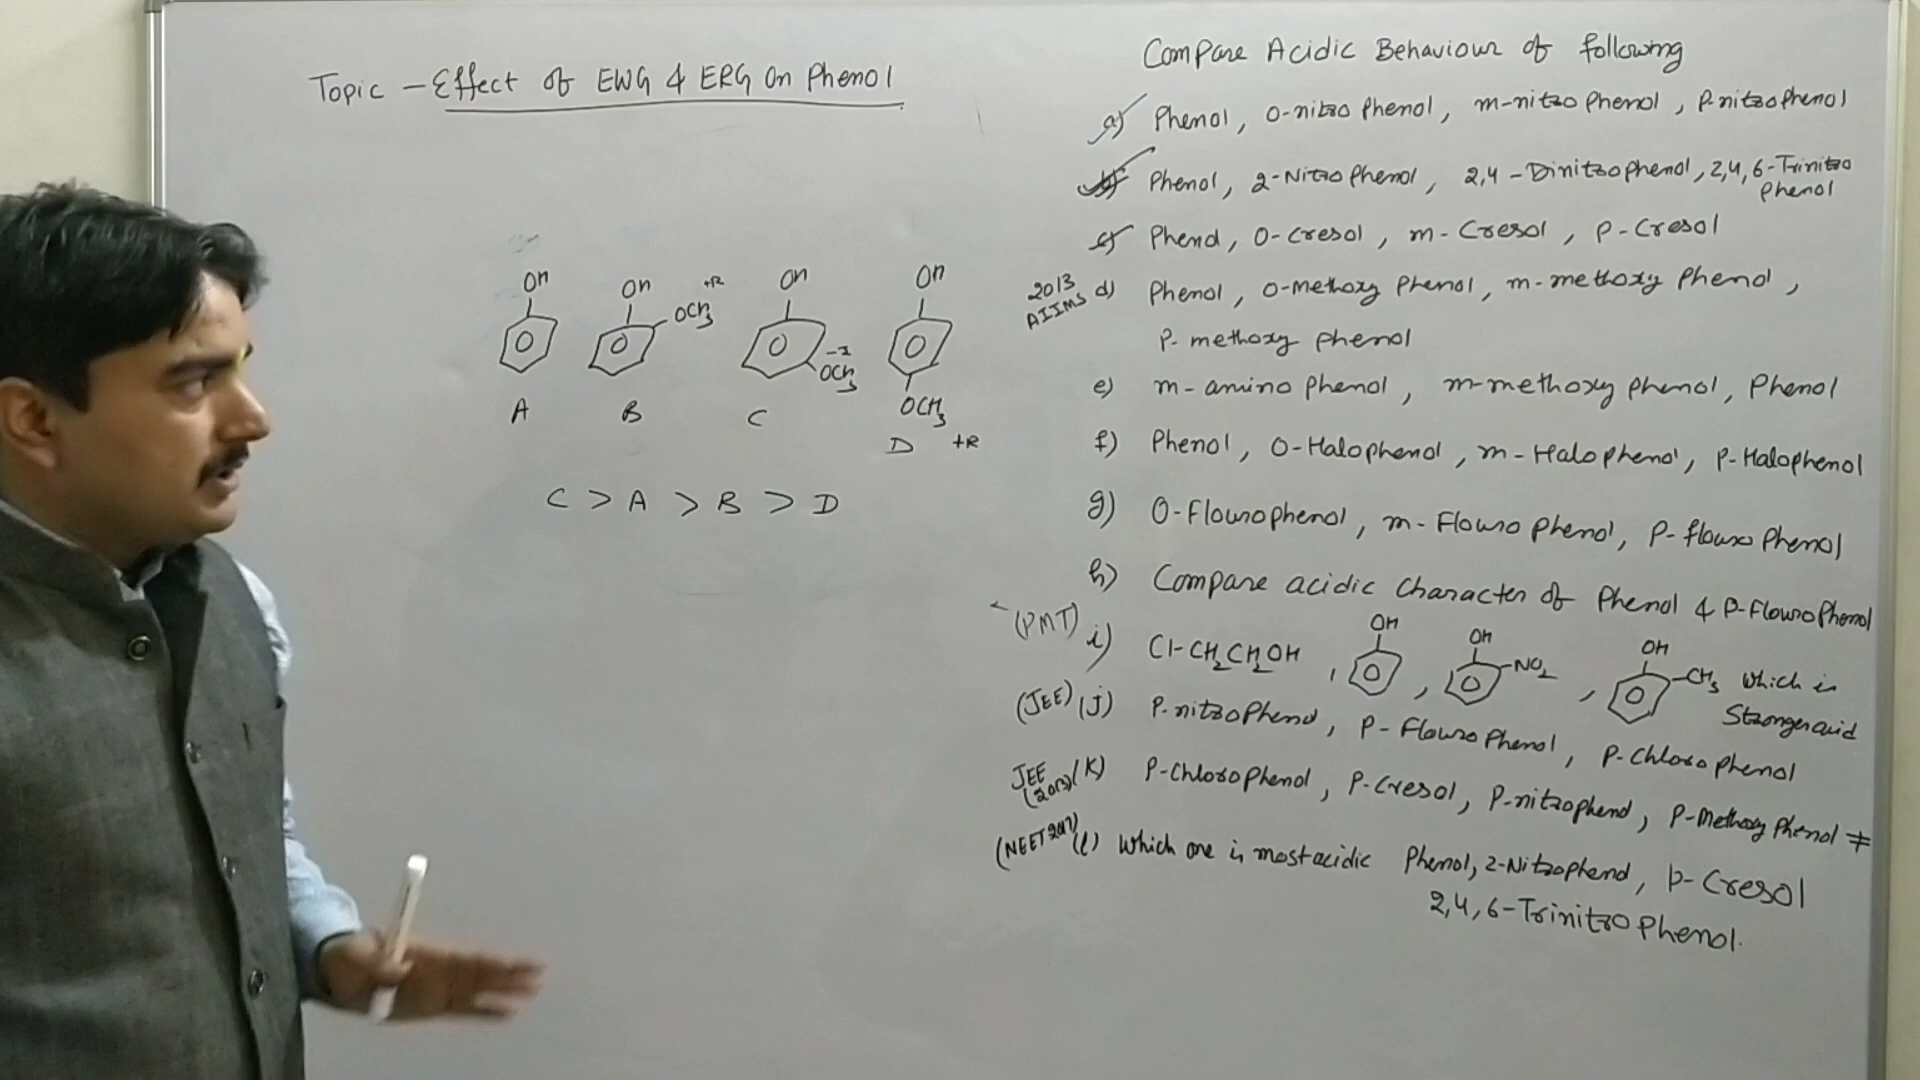 Topic - Effect of EWG & ERG On Phenol
OH
OH
OCH3
+R
OH
-I
OCH3
OH
OCH3
+R
A
B
C
D
C > A > B > D
Compare Acidic Behaviour of following
a) Phenol, O-nitro Phenol, m-nitro Phenol, P-nitrophenol
b) Phenol, 2-Nitro Phenol, 2,4-Dinitrophenol, 2,4,6-Trinitro
Phenol
c) Phenol, O-Cresol, m-Cresol, P-Cresol
2013
AIIMS
d) Phenol, O-Methoxy Phenol, m-methoxy Phenol,
P-methoxy phenol
e) m-amino Phenol, m-methoxy Phenol, Phenol
f) Phenol, O-Halophenol, m-Halophenol, P-Halophenol
g) O-Flourophenol, m-Flouro Phenol, P-flouro Phenol
h) Compare acidic Character of Phenol & P-FlouroPhenol
(PMT) i) Cl-CH2CH2OH, OH, OH -NO2, OH -CH3 which is
Stronger acid
(JEE) (j) P-nitro Phenol, P-Flouro Phenol, P-Chloro phenol
JEE
(2013) (K) P-Chloro Phenol, P-Cresol, P-nitrophenol, P-Methoxy Phenol ≠
(NEET 2017) (l) Which one is most acidic Phenol, 2-Nitrophenol, p-Cresol
2,4,6-Trinitro Phenol.